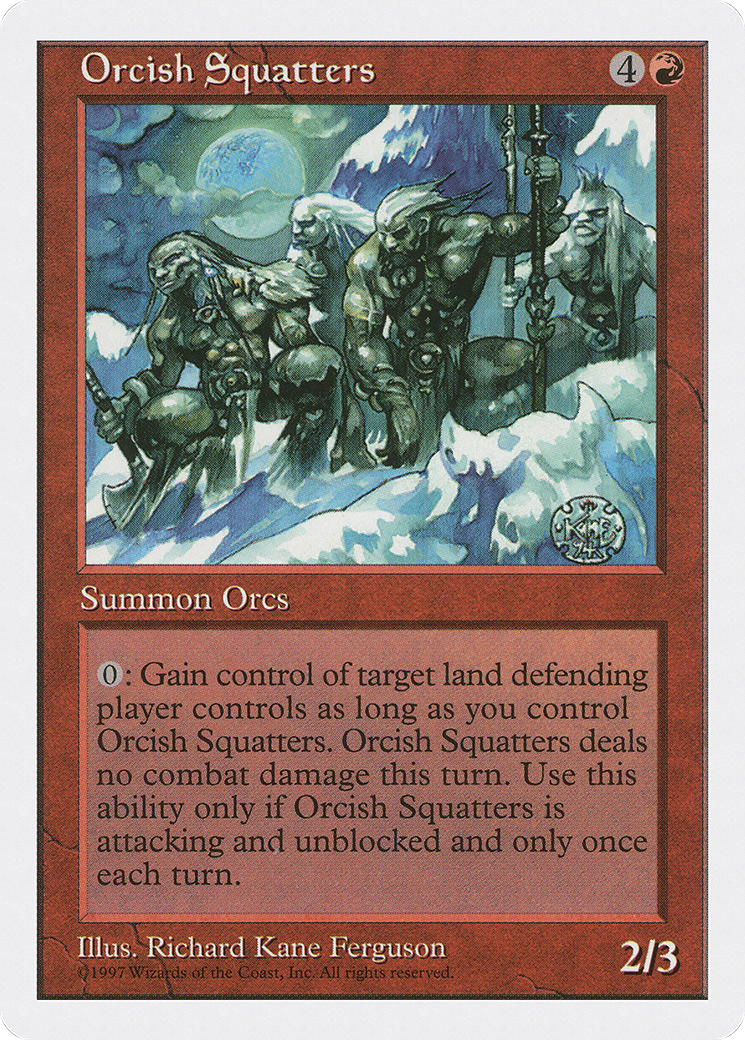 Orcish Squatters 4
Summon Orcs
0: Gain control of target land defending
player controls as long as you control
Orcish Squatters. Orcish Squatters deals
no combat damage this turn. Use this
ability only if Orcish Squatters is
attacking and unblocked and only once
each turn.
Illus. Richard Kane Ferguson
©1997 Wizards of the Coast, Inc. All rights reserved.
2/3